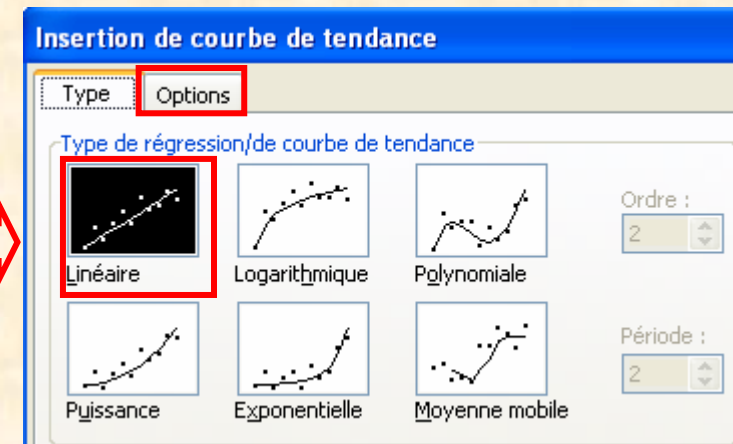 Insertion de courbe de tendance
Type Options
Type de régression/de courbe de tendance
Ordre :
2
Linéaire Logarithmique Polynomiale
Période :
2
Puissance Exponentielle Moyenne mobile